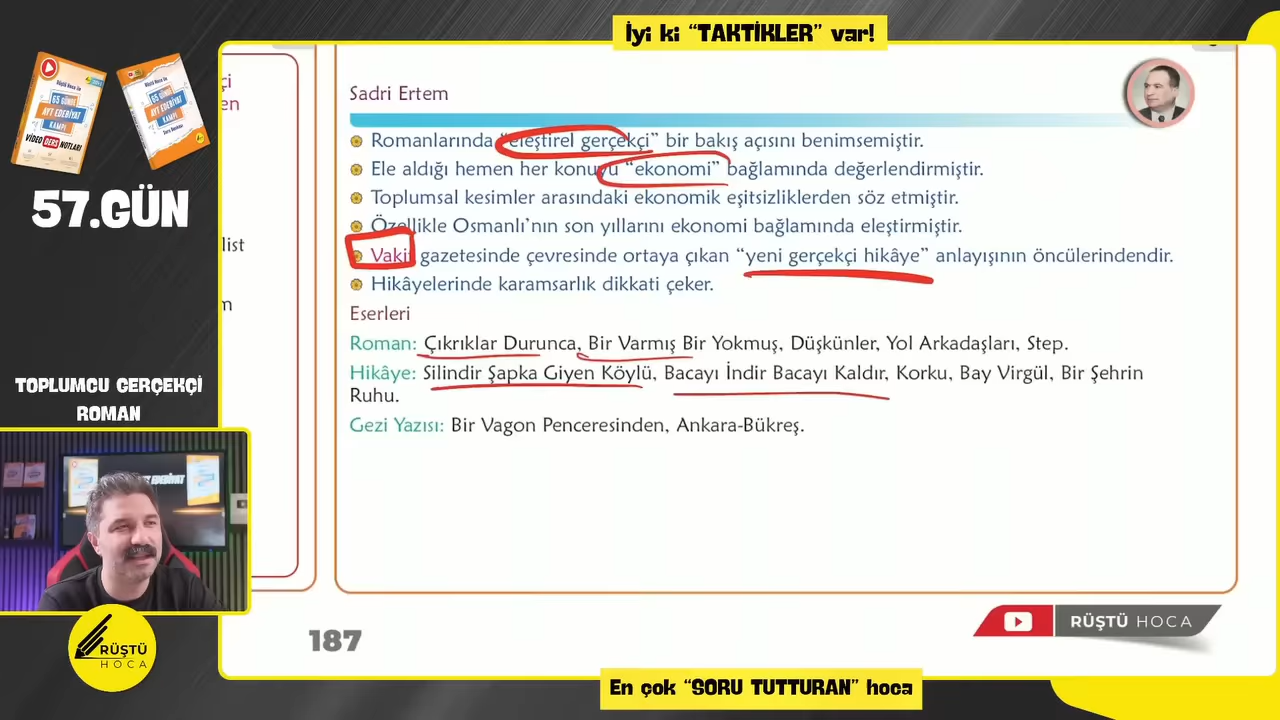 İyi ki “TAKTİKLER” var!
57.GÜN
TOPLUMCU GERÇEKÇİ
ROMAN
RÜŞTÜ
HOCA
çi
en
list
m
Sadri Ertem
Romanlarında “eleştirel gerçekçi” bir bakış açısını benimsemiştir.
Ele aldığı hemen her konuyu “ekonomi” bağlamında değerlendirmiştir.
Toplumsal kesimler arasındaki ekonomik eşitsizliklerden söz etmiştir.
Özellikle Osmanlı’nın son yıllarını ekonomi bağlamında eleştirmiştir.
Vakit gazetesinde çevresinde ortaya çıkan “yeni gerçekçi hikâye” anlayışının öncülerindendir.
Hikâyelerinde karamsarlık dikkati çeker.
Eserleri
Roman: Çıkrıklar Durunca, Bir Varmış Bir Yokmuş, Düşkünler, Yol Arkadaşları, Step.
Hikâye: Silindir Şapka Giyen Köylü, Bacayı İndir Bacayı Kaldır, Korku, Bay Virgül, Bir Şehrin
Ruhu.
Gezi Yazısı: Bir Vagon Penceresinden, Ankara-Bükreş.
187
RÜŞTÜ HOCA
En çok “SORU TUTTURAN” hoca